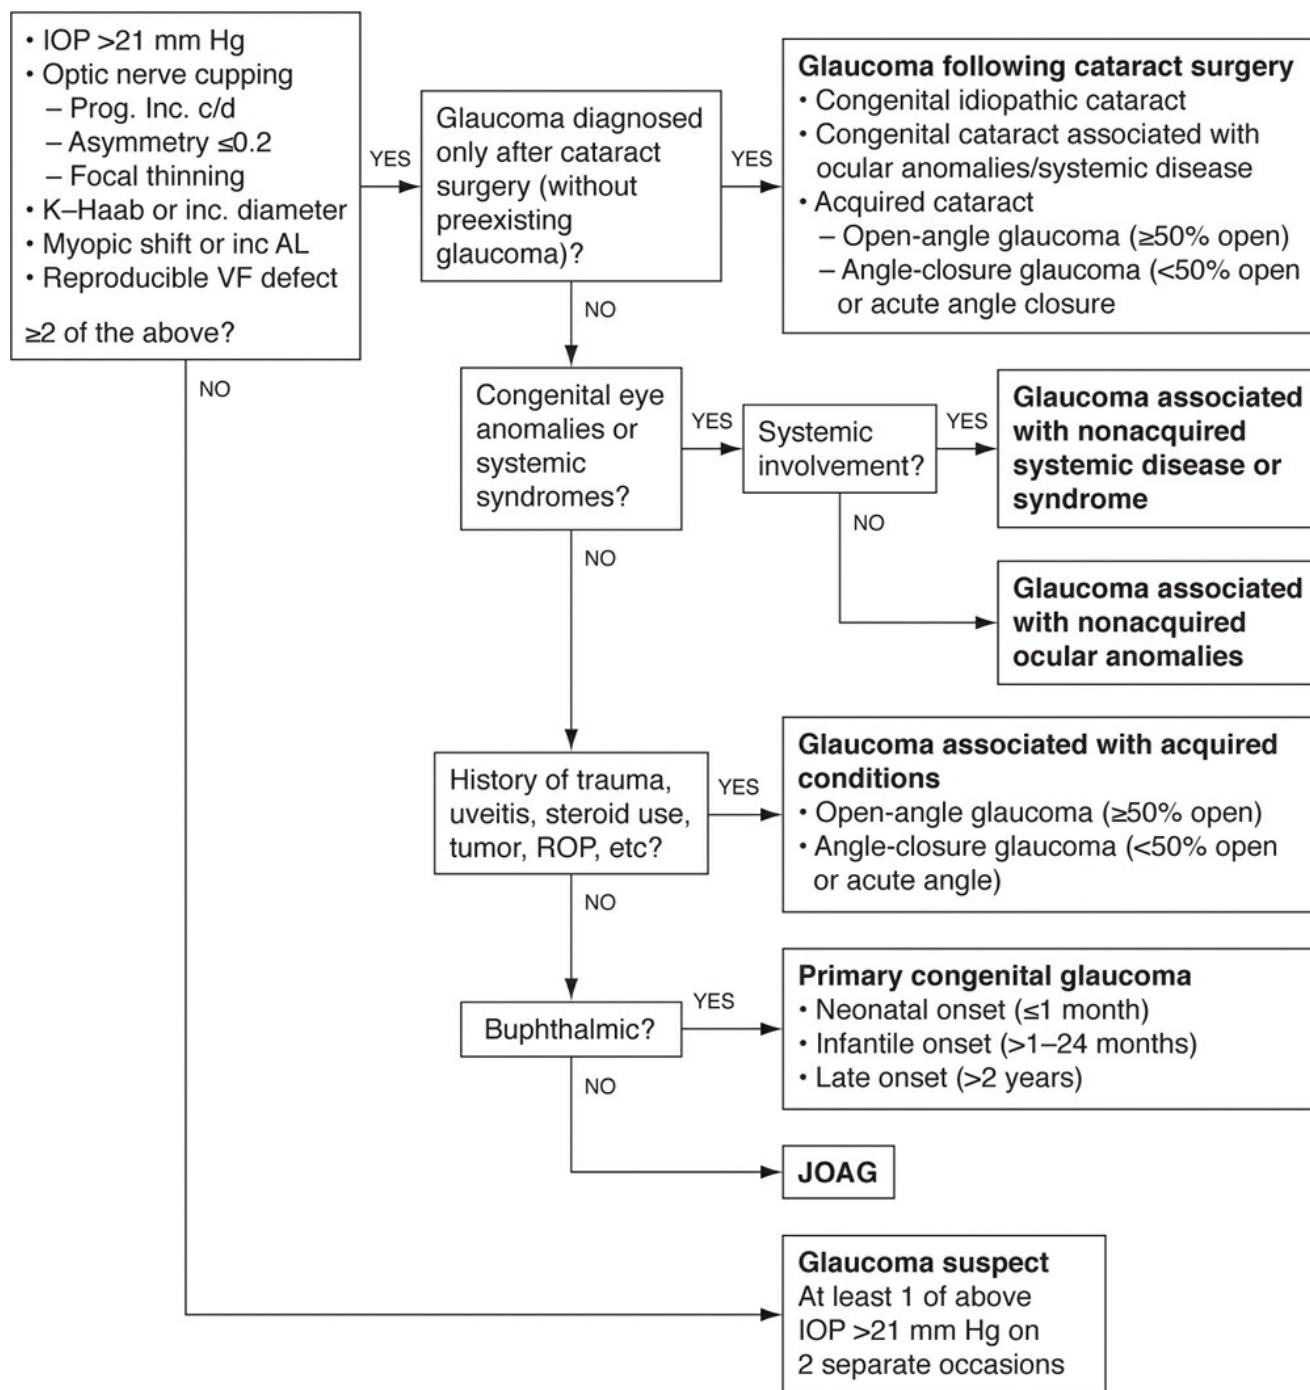 • IOP >21 mm Hg
• Optic nerve cupping
– Prog. Inc. c/d
– Asymmetry ≤0.2
– Focal thinning
• K–Haab or inc. diameter
• Myopic shift or inc AL
• Reproducible VF defect
≥2 of the above?
YES
NO
Glaucoma diagnosed
only after cataract
surgery (without
preexisting
glaucoma)?
YES
NO
Glaucoma following cataract surgery
• Congenital idiopathic cataract
• Congenital cataract associated with
ocular anomalies/systemic disease
• Acquired cataract
– Open-angle glaucoma (≥50% open)
– Angle-closure glaucoma (<50% open
or acute angle closure
Congenital eye
anomalies or
systemic
syndromes?
YES
NO
Systemic
involvement?
YES
NO
Glaucoma associated
with nonacquired
systemic disease or
syndrome
Glaucoma associated
with nonacquired
ocular anomalies
History of trauma,
uveitis, steroid use,
tumor, ROP, etc?
YES
NO
Glaucoma associated with acquired
conditions
• Open-angle glaucoma (≥50% open)
• Angle-closure glaucoma (<50% open
or acute angle)
Buphthalmic?
YES
NO
Primary congenital glaucoma
• Neonatal onset (≤1 month)
• Infantile onset (>1–24 months)
• Late onset (>2 years)
JOAG
Glaucoma suspect
At least 1 of above
IOP >21 mm Hg on
2 separate occasions